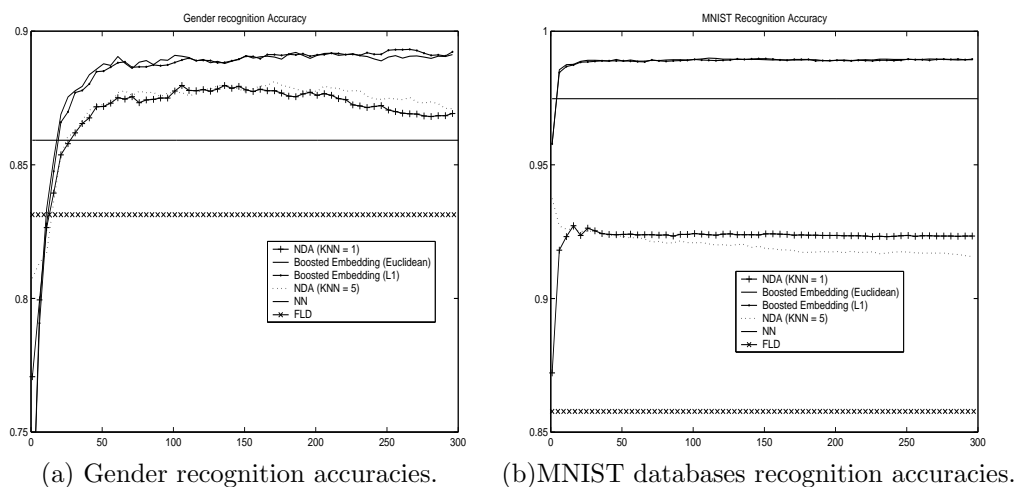 Gender recognition Accuracy
0.9
0.85
0.8
0.75
0 50 100 150 200 250 300
NDA (KNN = 1)
Boosted Embedding (Euclidean)
Boosted Embedding (L1)
NDA (KNN = 5)
NN
FLD
(a) Gender recognition accuracies.
MNIST Recognition Accuracy
1
0.95
0.9
0.85
0 50 100 150 200 250 300
NDA (KNN = 1)
Boosted Embedding (Euclidean)
Boosted Embedding (L1)
NDA (KNN = 5)
NN
FLD
(b)MNIST databases recognition accuracies.